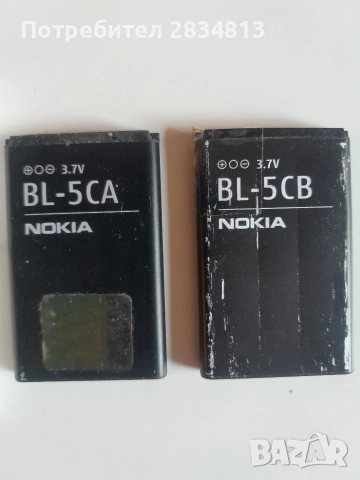 Потребител 2834813
⊕⊖⊖ 3.7V
BL-5CA
NOKIA
⊕⊖⊖ 3.7V
BL-5CB
NOKIA
BAZAR